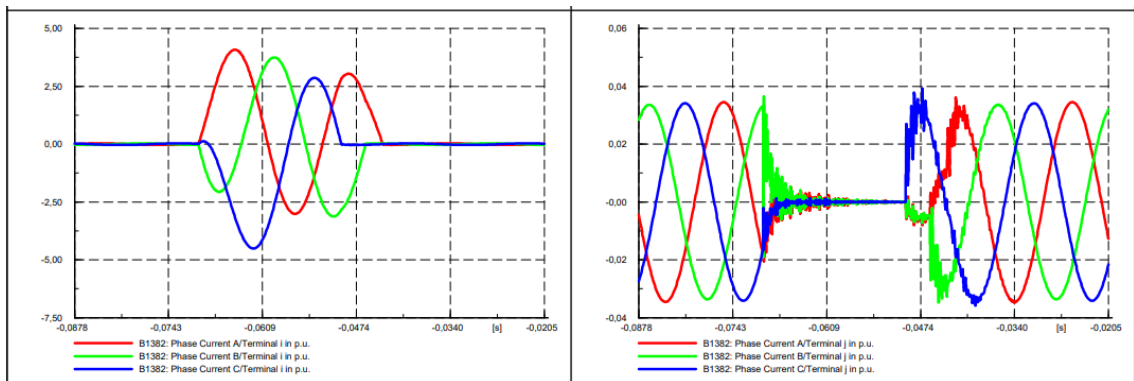 5,00
2,50
0,00
-2,50
-5,00
-7,50
-0,0878 -0,0743 -0,0609 -0,0474 -0,0340 [s] -0,0205
B1382: Phase Current A/Terminal i in p.u.
B1382: Phase Current B/Terminal i in p.u.
B1382: Phase Current C/Terminal i in p.u.
0,06
0,04
0,02
-0,00
-0,02
-0,04
-0,0878 -0,0743 -0,0609 -0,0474 -0,0340 [s] -0,0205
B1382: Phase Current A/Terminal j in p.u.
B1382: Phase Current B/Terminal j in p.u.
B1382: Phase Current C/Terminal j in p.u.